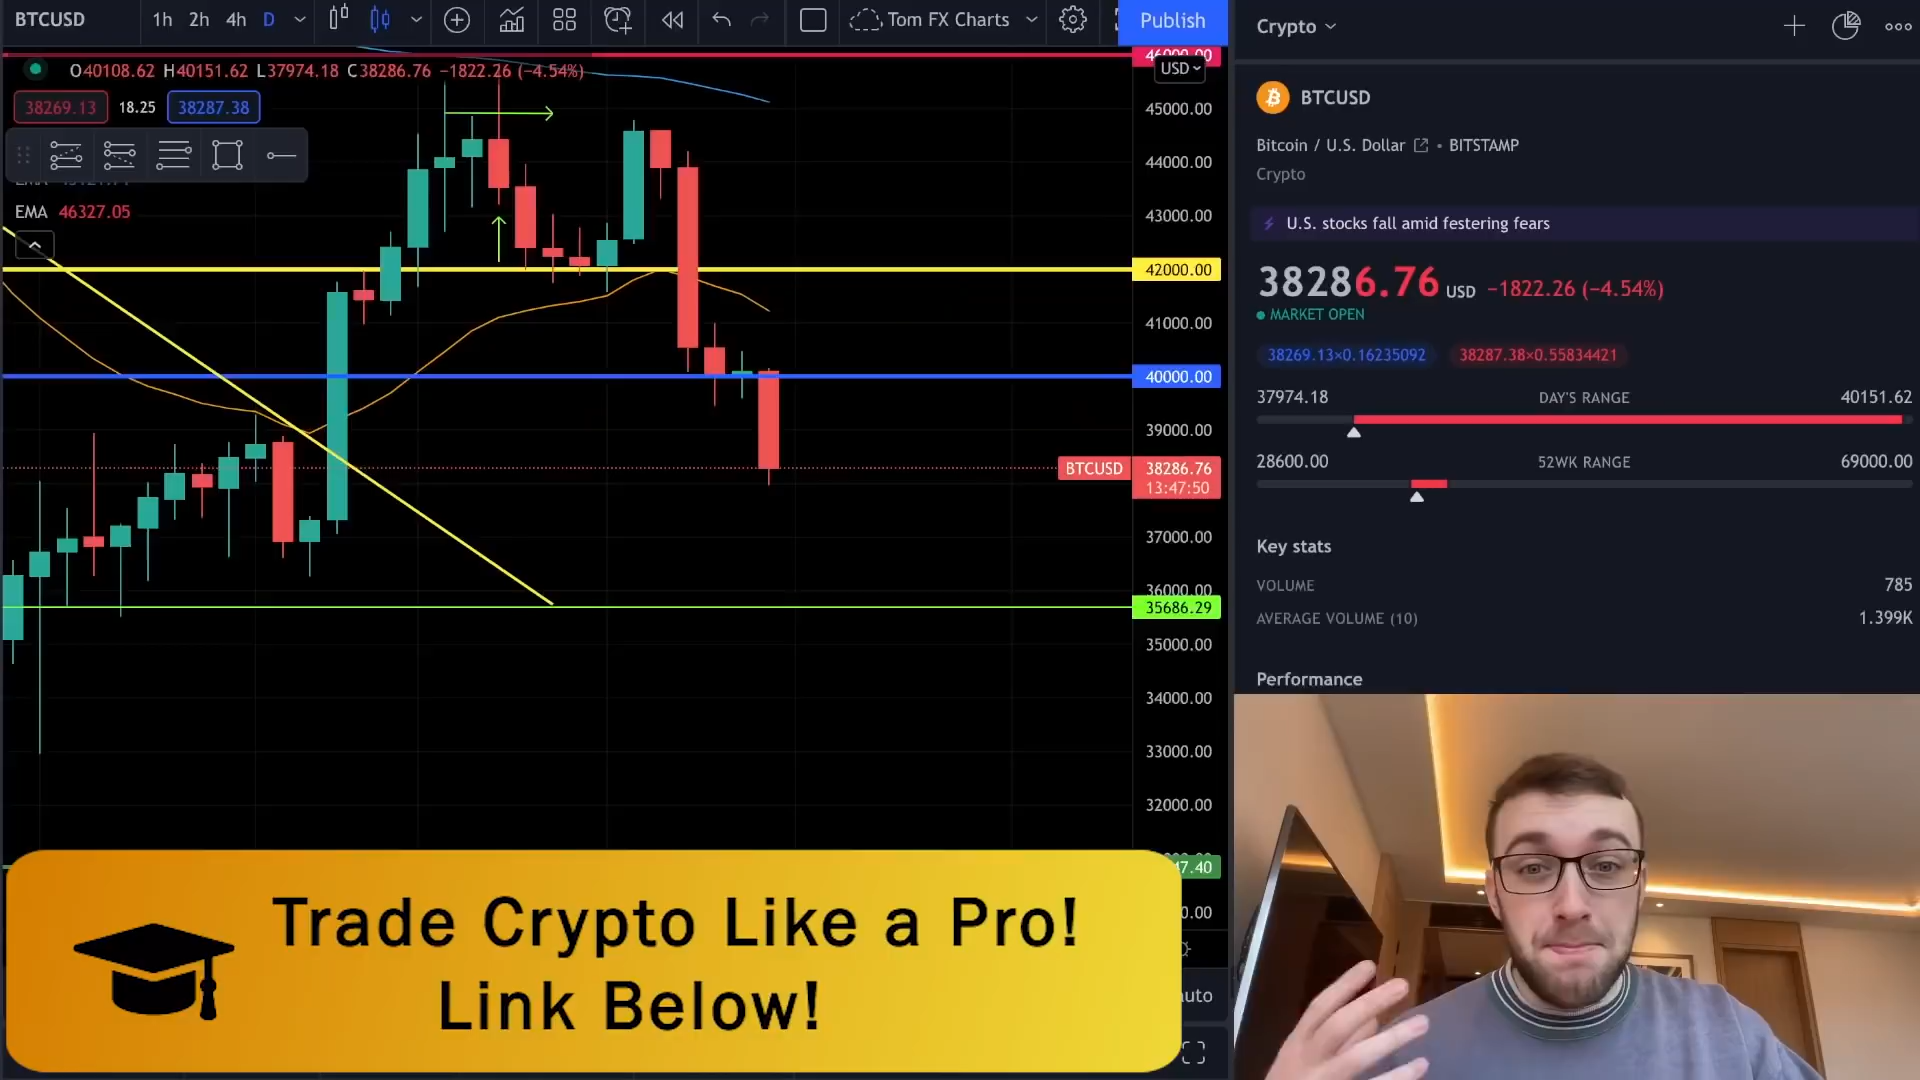 BTCUSD 1h 2h 4h D Tom FX Charts Publish
O40108.62 H40151.62 L37974.18 C38286.76 −1822.26 (−4.54%)
38269.13 18.25 38287.38
EMA 46327.05
USD
45000.00
44000.00
43000.00
42000.00
41000.00
40000.00
39000.00
BTCUSD 38286.76
13:47:50
37000.00
36000.00
35686.29
35000.00
34000.00
33000.00
32000.00
47.40
0.00
auto
Trade Crypto Like a Pro!
Link Below!
Crypto
BTCUSD
Bitcoin / U.S. Dollar • BITSTAMP
Crypto
U.S. stocks fall amid festering fears
38286.76 USD −1822.26 (−4.54%)
MARKET OPEN
38269.13×0.16235092 38287.38×0.55834421
37974.18 DAY'S RANGE 40151.62
28600.00 52WK RANGE 69000.00
Key stats
VOLUME 785
AVERAGE VOLUME (10) 1.399K
Performance